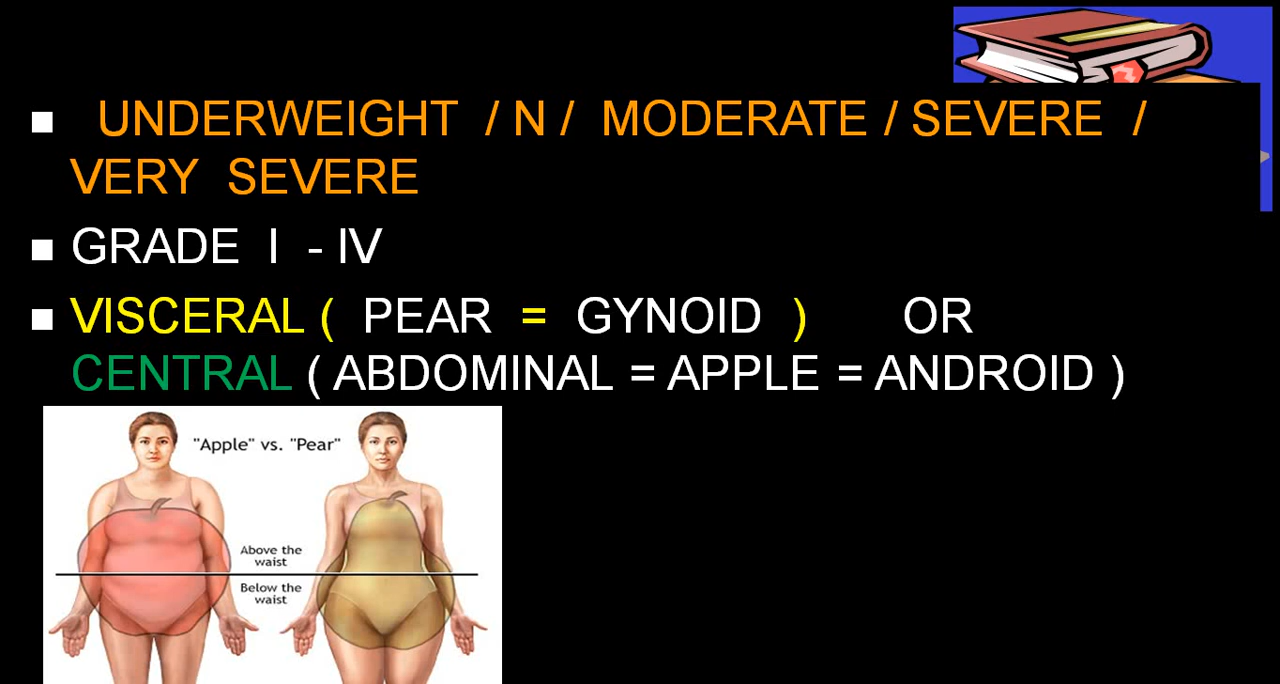 UNDERWEIGHT / N / MODERATE / SEVERE /
VERY SEVERE
GRADE I - IV
VISCERAL ( PEAR = GYNOID ) OR
CENTRAL ( ABDOMINAL = APPLE = ANDROID )
"Apple" vs. "Pear"
Above the
waist
Below the
waist